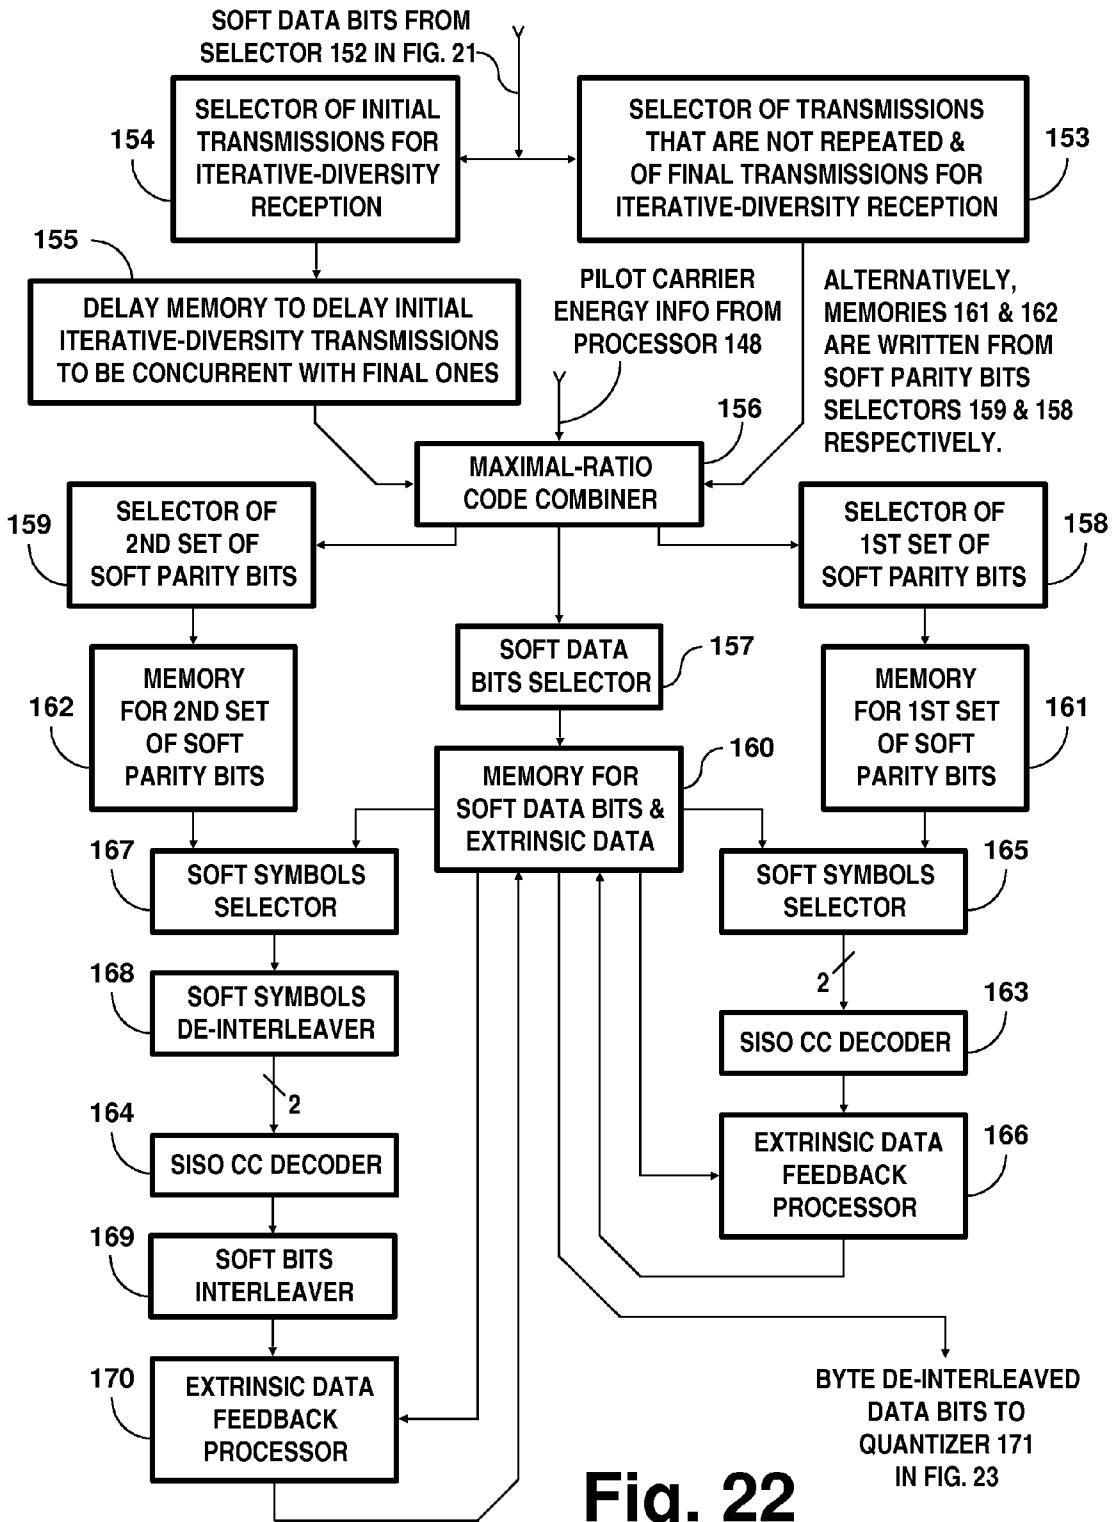 SOFT DATA BITS FROM
SELECTOR 152 IN FIG. 21
154
SELECTOR OF INITIAL
TRANSMISSIONS FOR
ITERATIVE-DIVERSITY
RECEPTION
SELECTOR OF TRANSMISSIONS
THAT ARE NOT REPEATED &
OF FINAL TRANSMISSIONS FOR
ITERATIVE-DIVERSITY RECEPTION
153
155
DELAY MEMORY TO DELAY INITIAL
ITERATIVE-DIVERSITY TRANSMISSIONS
TO BE CONCURRENT WITH FINAL ONES
PILOT CARRIER
ENERGY INFO FROM
PROCESSOR 148
ALTERNATIVELY,
MEMORIES 161 & 162
ARE WRITTEN FROM
SOFT PARITY BITS
SELECTORS 159 & 158
RESPECTIVELY.
156
MAXIMAL-RATIO
CODE COMBINER
159
SELECTOR OF
2ND SET OF
SOFT PARITY BITS
SELECTOR OF
1ST SET OF
SOFT PARITY BITS
158
SOFT DATA
BITS SELECTOR
157
162
MEMORY
FOR 2ND SET
OF SOFT
PARITY BITS
MEMORY
FOR 1ST SET
OF SOFT
PARITY BITS
161
160
MEMORY FOR
SOFT DATA BITS &
EXTRINSIC DATA
167
SOFT SYMBOLS
SELECTOR
SOFT SYMBOLS
SELECTOR
165
168
SOFT SYMBOLS
DE-INTERLEAVER
2
2
163
SISO CC DECODER
164
SISO CC DECODER
EXTRINSIC DATA
FEEDBACK
PROCESSOR
166
169
SOFT BITS
INTERLEAVER
170
EXTRINSIC DATA
FEEDBACK
PROCESSOR
BYTE DE-INTERLEAVED
DATA BITS TO
QUANTIZER 171
IN FIG. 23
Fig. 22